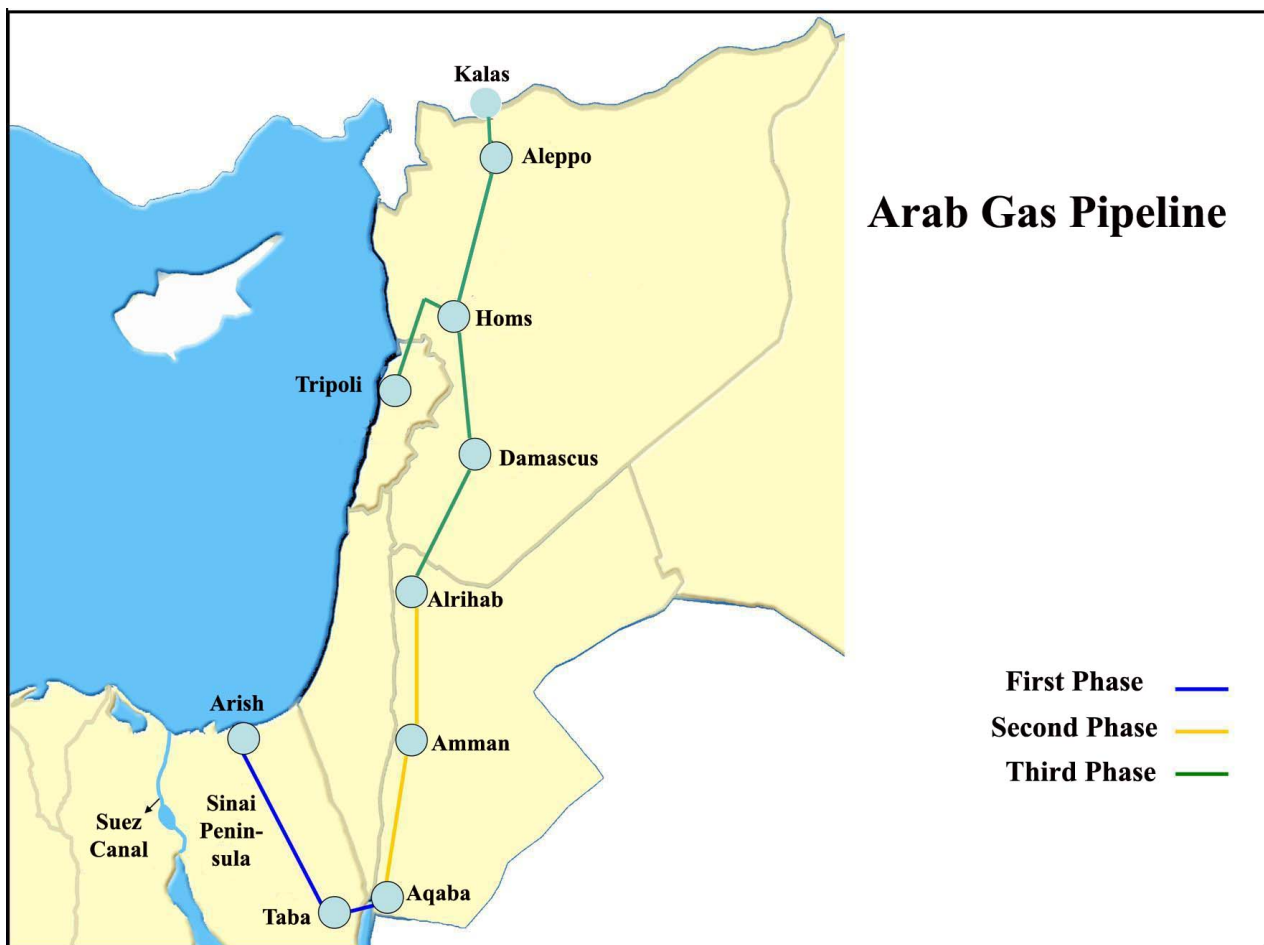 Kalas
Aleppo
Arab Gas Pipeline
Homs
Tripoli
Damascus
Alrihab
First Phase
Arish
Second Phase
Amman
Third Phase
Sinai
Penin-
sula
Suez
Canal
Aqaba
Taba